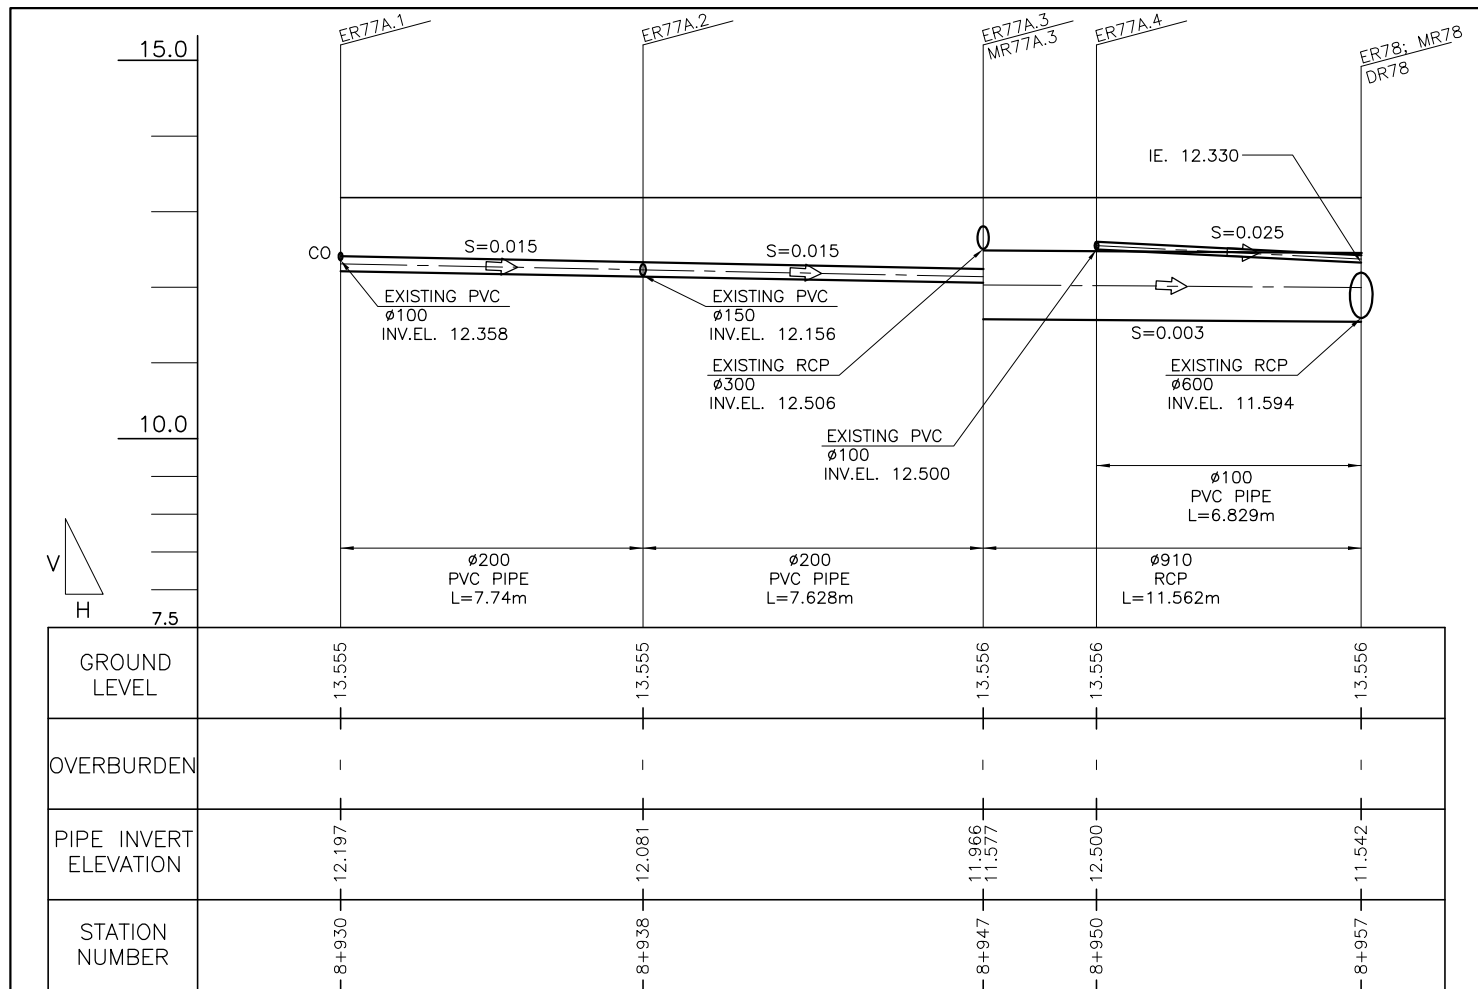 ER77A.1
ER77A.2
ER77A.3
MR77A.3
ER77A.4
ER78; MR78
DR78
15.0
IE. 12.330
CO
S=0.015
S=0.015
S=0.025
EXISTING PVC
ø100
INV.EL. 12.358
EXISTING PVC
ø150
INV.EL. 12.156
S=0.003
EXISTING RCP
ø300
INV.EL. 12.506
EXISTING RCP
ø600
INV.EL. 11.594
10.0
EXISTING PVC
ø100
INV.EL. 12.500
ø100
PVC PIPE
L=6.829m
V
H
ø200
PVC PIPE
L=7.74m
ø200
PVC PIPE
L=7.628m
ø910
RCP
L=11.562m
7.5
GROUND
LEVEL
13.555
13.555
13.556
13.556
13.556
OVERBURDEN
-
-
-
-
-
PIPE INVERT
ELEVATION
12.197
12.081
11.966
11.577
12.500
11.542
STATION
NUMBER
8+930
8+938
8+947
8+950
8+957